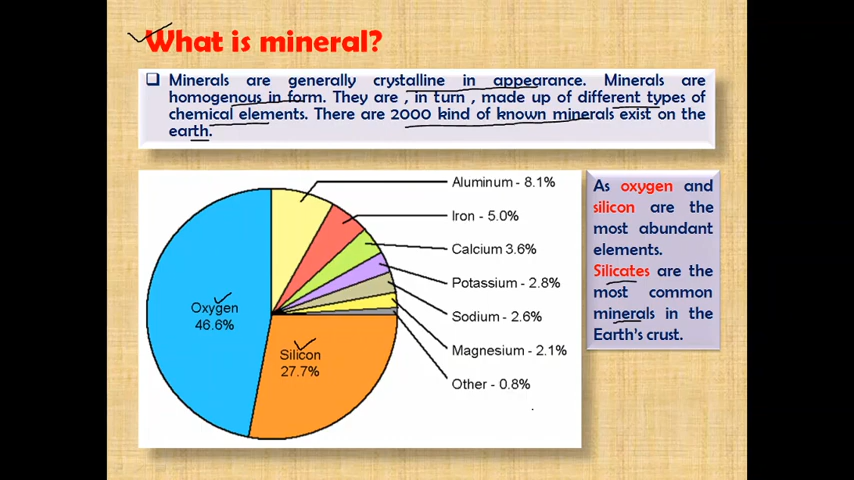 What is mineral?
Minerals are generally crystalline in appearance. Minerals are
homogenous in form. They are , in turn , made up of different types of
chemical elements. There are 2000 kind of known minerals exist on the
earth.
Aluminum - 8.1%
Iron - 5.0%
Calcium 3.6%
Potassium - 2.8%
Sodium - 2.6%
Magnesium - 2.1%
Other - 0.8%
Oxygen
46.6%
Silicon
27.7%
As oxygen and
silicon are the
most abundant
elements.
Silicates are the
most common
minerals in the
Earth's crust.